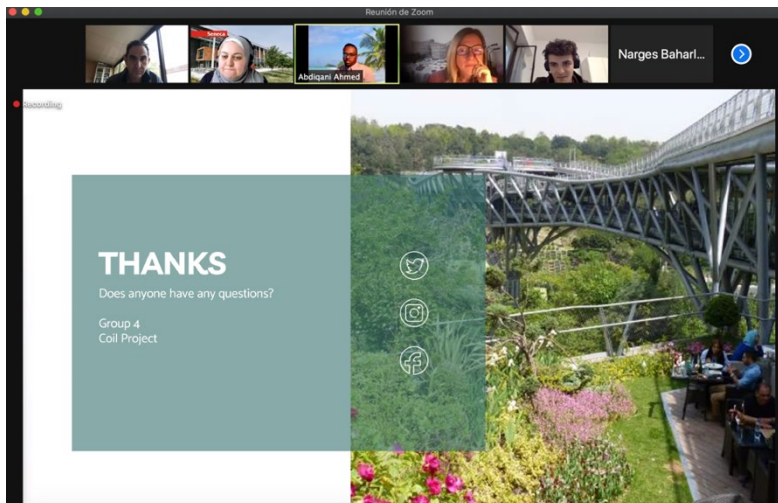 Reunión de Zoom
Seneca
Abdiqani Ahmed
Narges Baharl...
Recording
THANKS
Does anyone have any questions?
Group 4
Coil Project